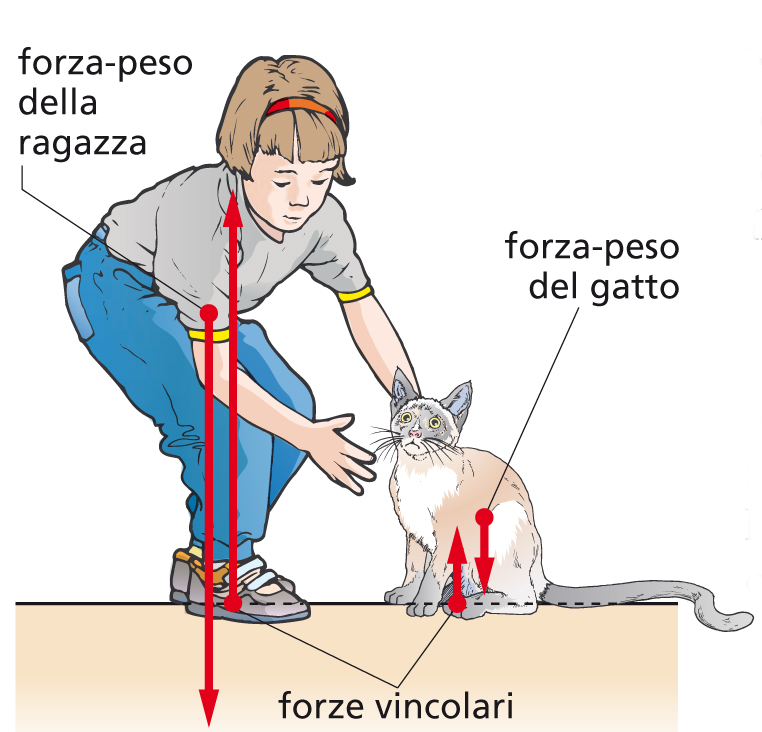 forza-peso
della
ragazza
forza-peso
del gatto
forze vincolari